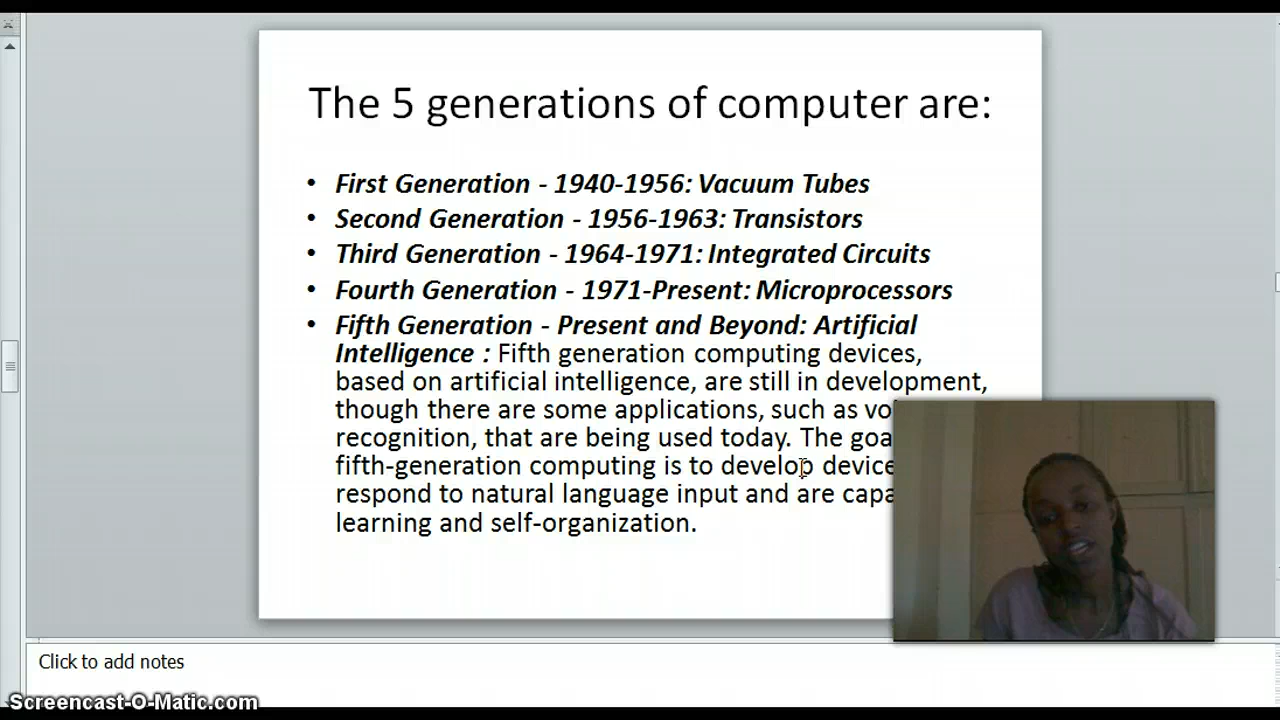 The 5 generations of computer are:
• First Generation - 1940-1956: Vacuum Tubes
• Second Generation - 1956-1963: Transistors
• Third Generation - 1964-1971: Integrated Circuits
• Fourth Generation - 1971-Present: Microprocessors
• Fifth Generation - Present and Beyond: Artificial
Intelligence : Fifth generation computing devices,
based on artificial intelligence, are still in development,
though there are some applications, such as
recognition, that are being used today. The
fifth-generation computing is to develop
respond to natural language input and are
learning and self-organization.
Click to add notes
Screencast-O-Matic.com